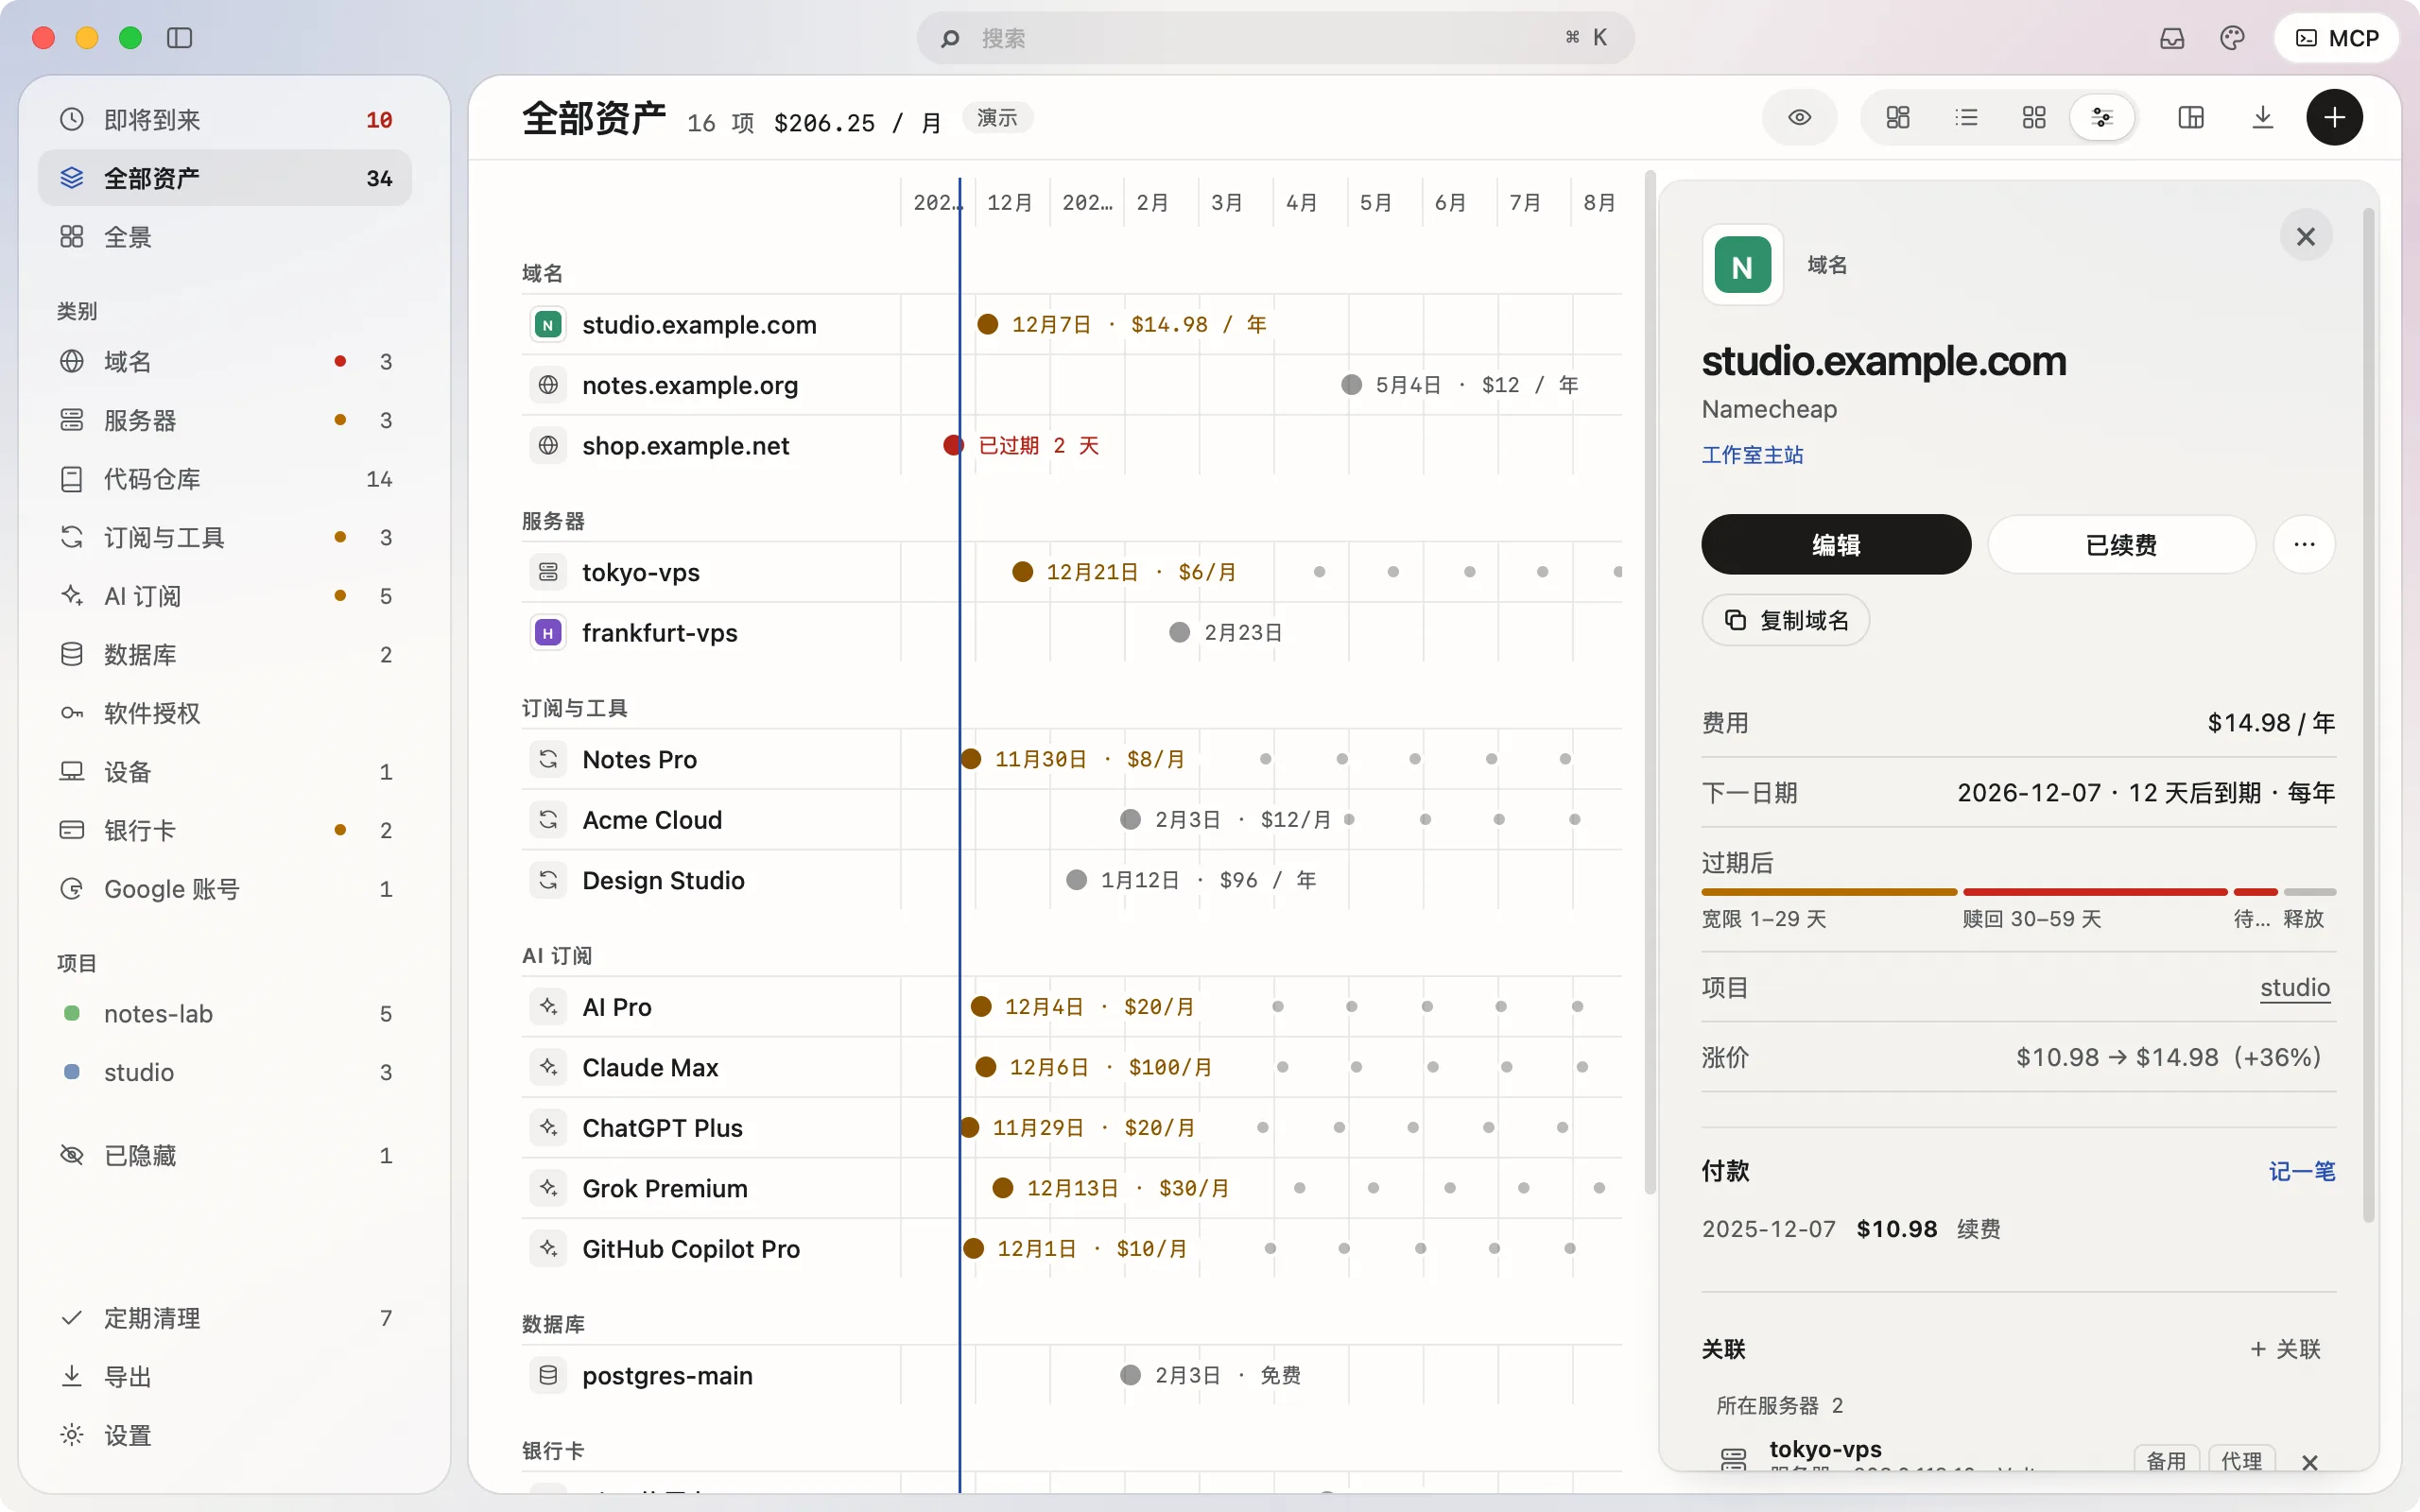 搜索 ⌘ K
MCP
即将到来 10
全部资产 34
全景
类别
域名 3
服务器 3
代码仓库 14
订阅与工具 3
AI 订阅 5
数据库 2
软件授权
设备 1
银行卡 2
Google 账号 1
项目
notes-lab 5
studio 3
已隐藏 1
定期清理 7
导出
设置
全部资产 16 项 $206.25 / 月 演示
202… 12月 202… 2月 3月 4月 5月 6月 7月 8月
域名
N studio.example.com 12月7日 · $14.98 / 年
notes.example.org 5月4日 · $12 / 年
shop.example.net 已过期 2 天
服务器
tokyo-vps 12月21日 · $6/月
H frankfurt-vps 2月23日
订阅与工具
Notes Pro 11月30日 · $8/月
Acme Cloud 2月3日 · $12/月
Design Studio 1月12日 · $96 / 年
AI 订阅
AI Pro 12月4日 · $20/月
Claude Max 12月6日 · $100/月
ChatGPT Plus 11月29日 · $20/月
Grok Premium 12月13日 · $30/月
GitHub Copilot Pro 12月1日 · $10/月
数据库
postgres-main 2月3日 · 免费
银行卡
N 域名
studio.example.com
Namecheap
工作室主站
编辑 已续费 …
复制域名
费用 $14.98 / 年
下一日期 2026-12-07 · 12 天后到期 · 每年
过期后
宽限 1–29 天 赎回 30–59 天 待… 释放
项目 studio
涨价 $10.98 → $14.98 (+36%)
付款 记一笔
2025-12-07 $10.98 续费
关联 + 关联
所在服务器 2
tokyo-vps 备用 代理